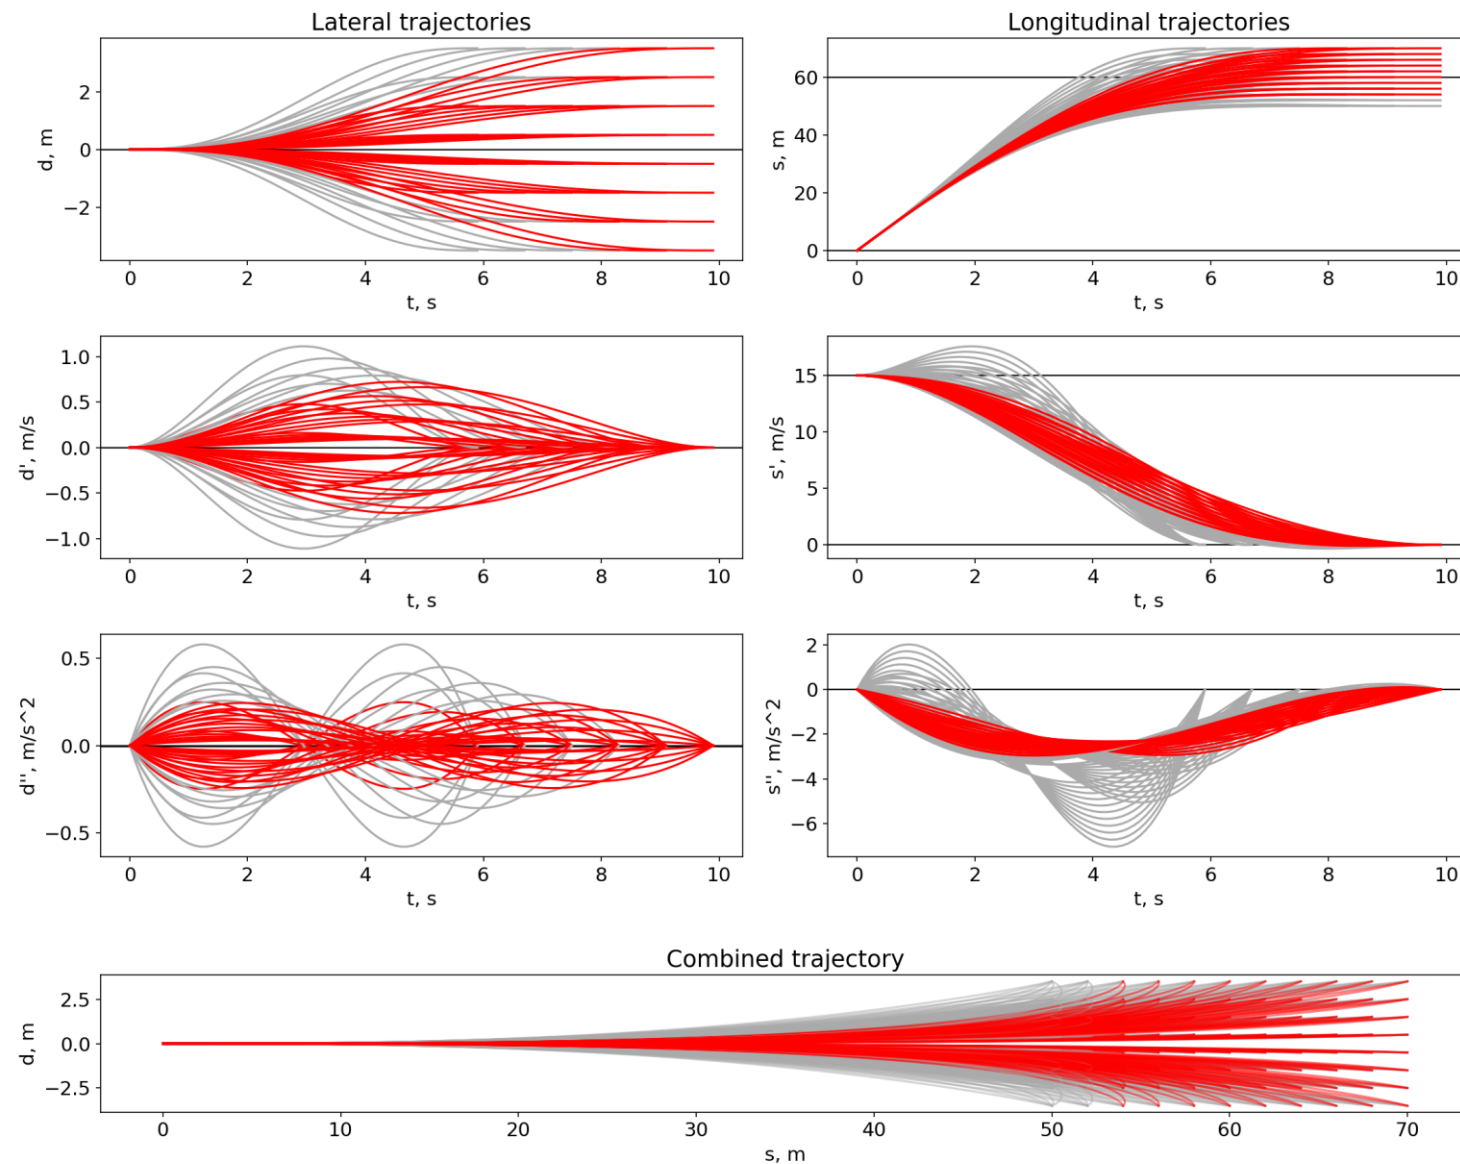 Lateral trajectories
Longitudinal trajectories
d, m
2
0
−2
0 2 4 6 8 10
t, s
s, m
60
40
20
0
0 2 4 6 8 10
t, s
d', m/s
1.0
0.5
0.0
−0.5
−1.0
0 2 4 6 8 10
t, s
s', m/s
15
10
5
0
0 2 4 6 8 10
t, s
d'', m/s^2
0.5
0.0
−0.5
0 2 4 6 8 10
t, s
s'', m/s^2
2
0
−2
−4
−6
0 2 4 6 8 10
t, s
Combined trajectory
d, m
2.5
0.0
−2.5
0 10 20 30 40 50 60 70
s, m